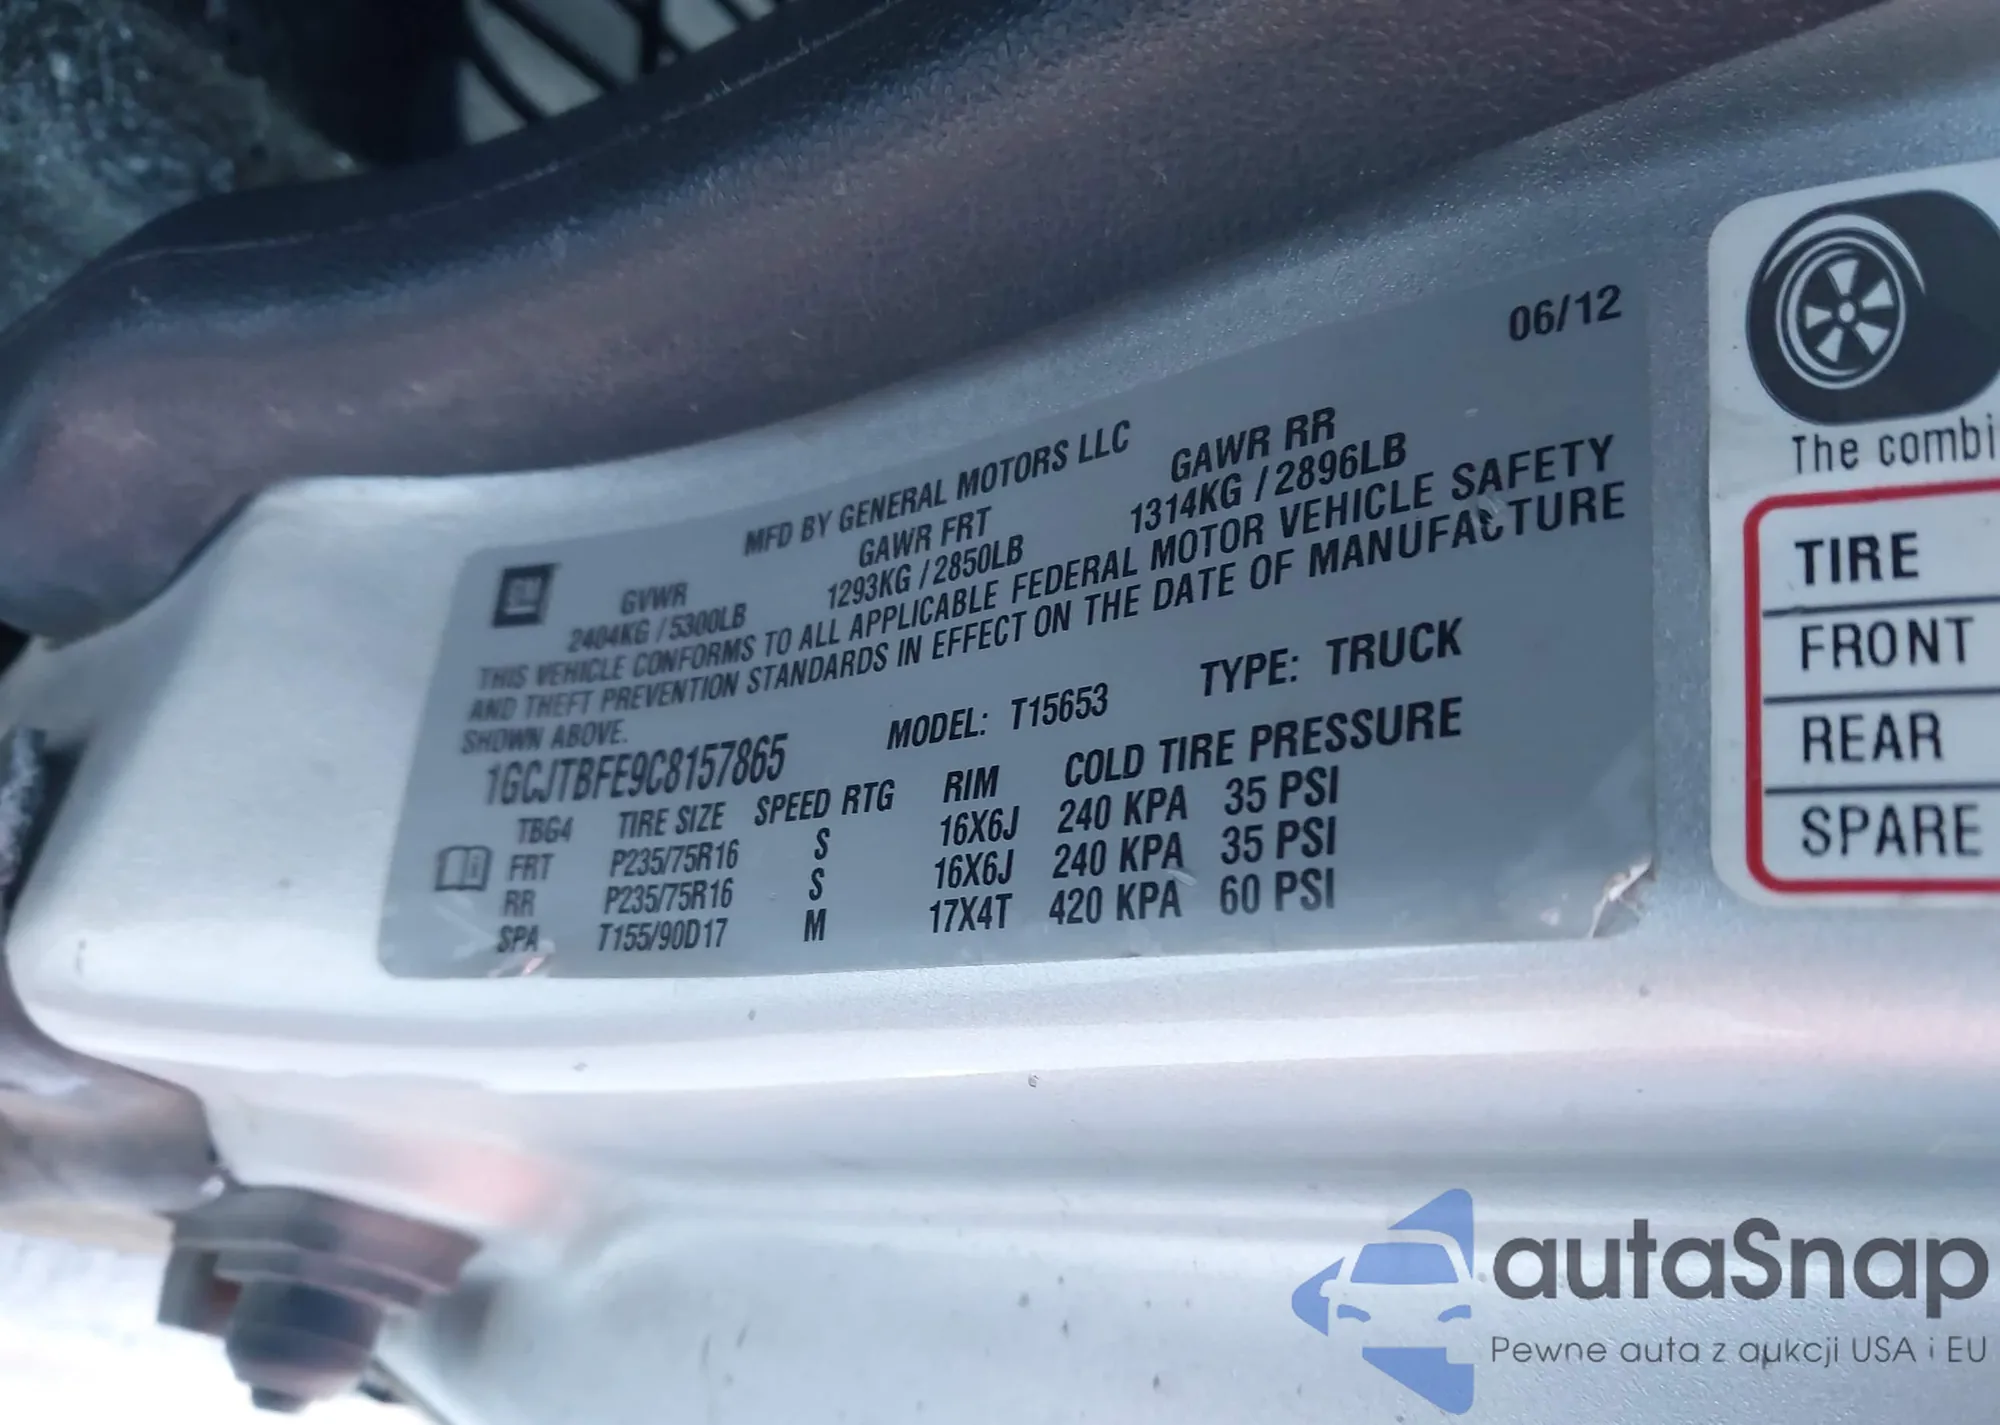 06/12
MFD BY GENERAL MOTORS LLC
GVWR GAWR FRT GAWR RR
2404KG / 5300LB 1293KG / 2850LB 1314KG / 2896LB
THIS VEHICLE CONFORMS TO ALL APPLICABLE FEDERAL MOTOR VEHICLE SAFETY
AND THEFT PREVENTION STANDARDS IN EFFECT ON THE DATE OF MANUFACTURE
SHOWN ABOVE.
1GCJTBFE9C8157865 MODEL: T15653 TYPE: TRUCK
TBG4 TIRE SIZE SPEED RTG RIM COLD TIRE PRESSURE
FRT P235/75R16 S 16X6J 240 KPA 35 PSI
RR P235/75R16 S 16X6J 240 KPA 35 PSI
SPA T155/90D17 M 17X4T 420 KPA 60 PSI
The combi
TIRE
FRONT
REAR
SPARE
autaSnap
Pewne auta z aukcji USA i EU